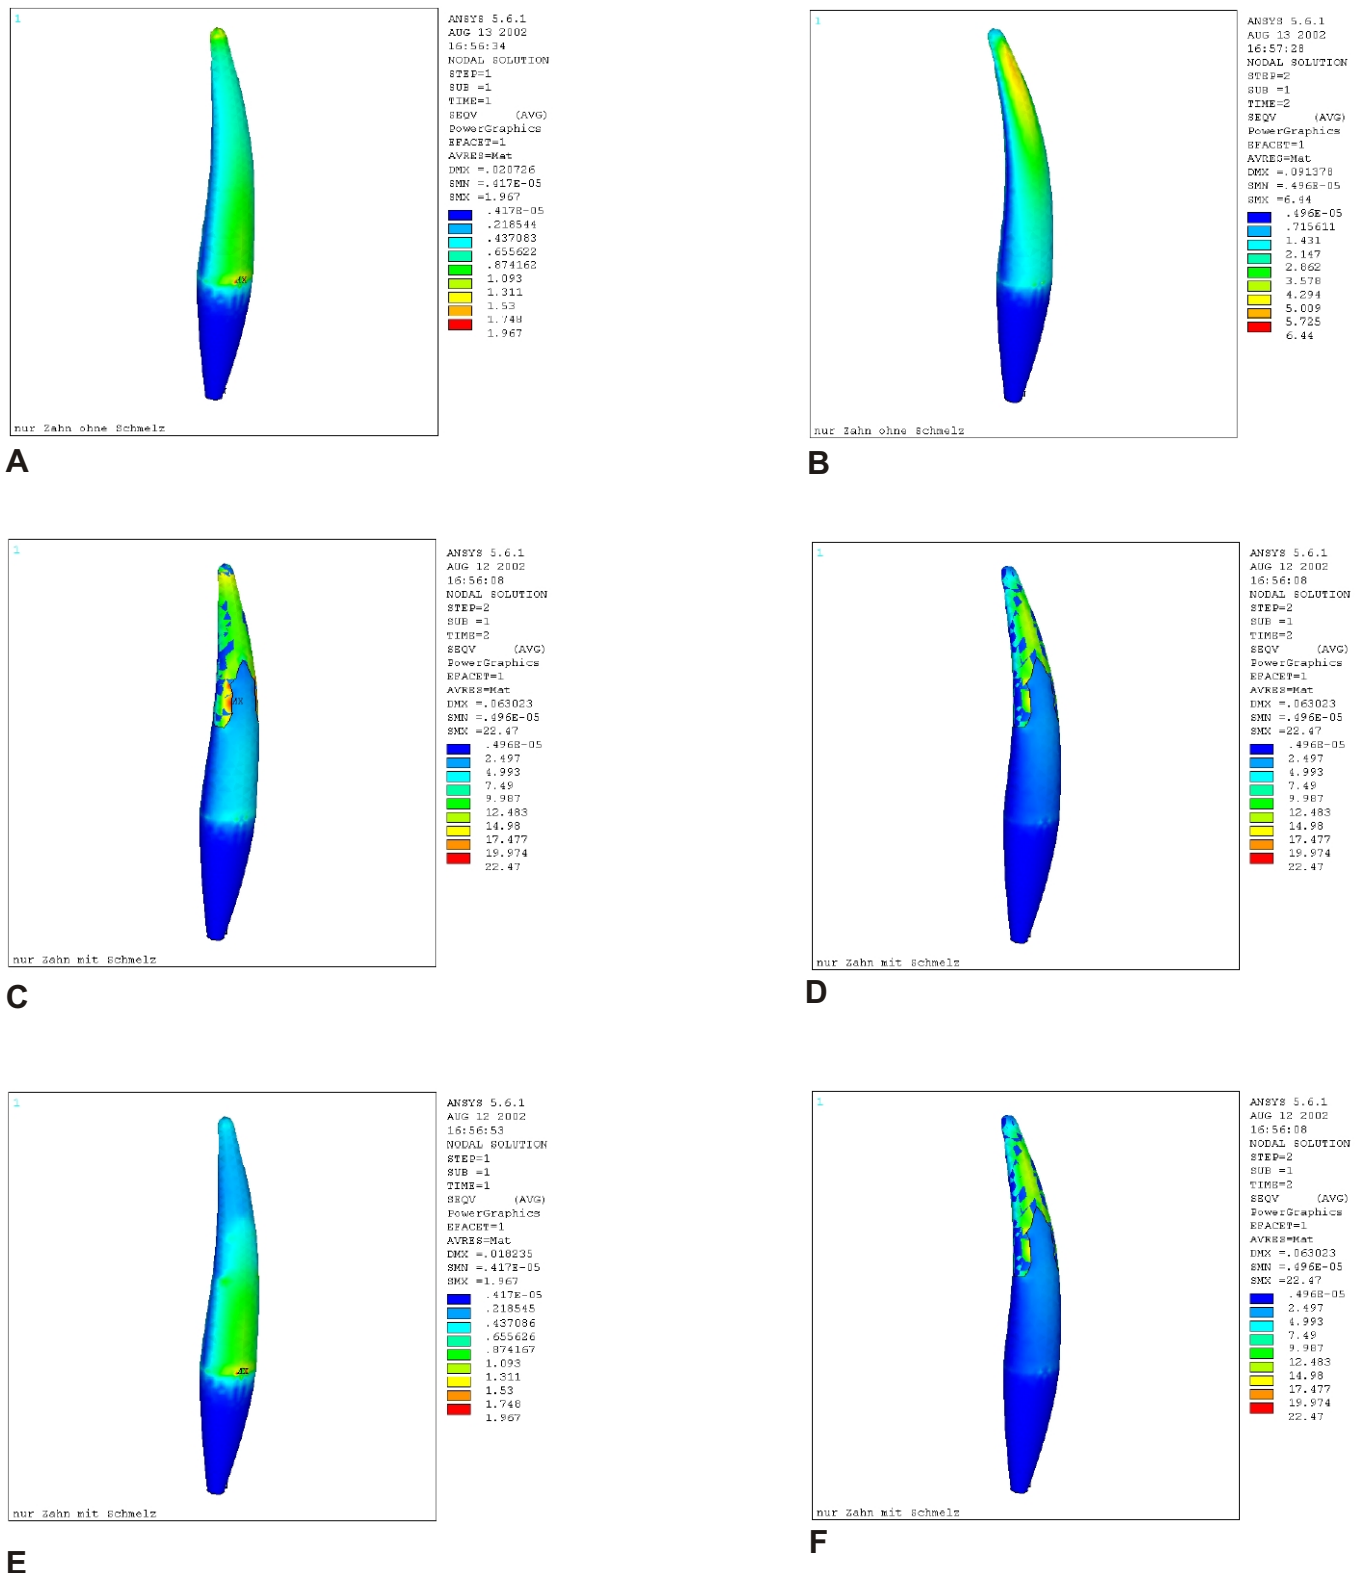 1
ANSYS 5.6.1
AUG 13 2002
16:56:34
NODAL SOLUTION
STEP=1
SUB =1
TIME=1
SEQV (AVG)
PowerGraphics
EFACET=1
AVRES=Mat
DMX =.020726
SMN =.417E-05
SMX =1.967
.417E-05
.218544
.437083
.655622
.874162
1.093
1.311
1.53
1.748
1.967
MX
nur Zahn ohne Schmelz
A
1
ANSYS 5.6.1
AUG 13 2002
16:57:28
NODAL SOLUTION
STEP=2
SUB =1
TIME=2
SEQV (AVG)
PowerGraphics
EFACET=1
AVRES=Mat
DMX =.091378
SMN =.496E-05
SMX =6.44
.496E-05
.715611
1.431
2.147
2.862
3.578
4.294
5.009
5.725
6.44
nur Zahn ohne Schmelz
B
1
ANSYS 5.6.1
AUG 12 2002
16:56:08
NODAL SOLUTION
STEP=2
SUB =1
TIME=2
SEQV (AVG)
PowerGraphics
EFACET=1
AVRES=Mat
DMX =.063023
SMN =.496E-05
SMX =22.47
.496E-05
2.497
4.993
7.49
9.987
12.483
14.98
17.477
19.974
22.47
MX
nur Zahn mit Schmelz
C
1
ANSYS 5.6.1
AUG 12 2002
16:56:08
NODAL SOLUTION
STEP=2
SUB =1
TIME=2
SEQV (AVG)
PowerGraphics
EFACET=1
AVRES=Mat
DMX =.063023
SMN =.496E-05
SMX =22.47
.496E-05
2.497
4.993
7.49
9.987
12.483
14.98
17.477
19.974
22.47
nur Zahn mit Schmelz
D
1
ANSYS 5.6.1
AUG 12 2002
16:56:53
NODAL SOLUTION
STEP=1
SUB =1
TIME=1
SEQV (AVG)
PowerGraphics
EFACET=1
AVRES=Mat
DMX =.018235
SMN =.417E-05
SMX =1.967
.417E-05
.218545
.437086
.655626
.874167
1.093
1.311
1.53
1.748
1.967
MX
nur Zahn mit Schmelz
E
1
ANSYS 5.6.1
AUG 12 2002
16:56:08
NODAL SOLUTION
STEP=2
SUB =1
TIME=2
SEQV (AVG)
PowerGraphics
EFACET=1
AVRES=Mat
DMX =.063023
SMN =.496E-05
SMX =22.47
.496E-05
2.497
4.993
7.49
9.987
12.483
14.98
17.477
19.974
22.47
nur Zahn mit Schmelz
F